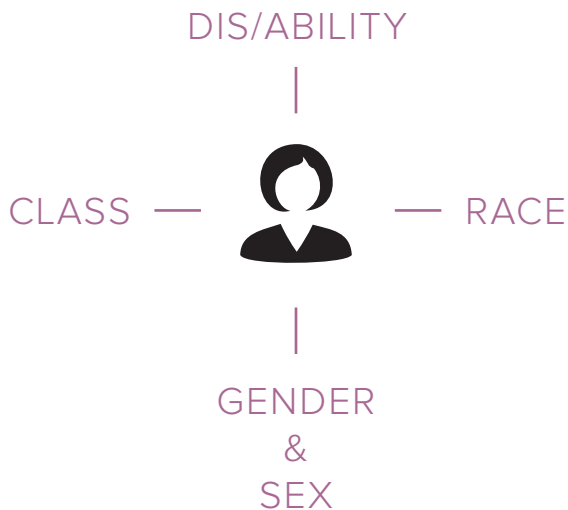 DIS/ABILITY
CLASS
RACE
GENDER
&
SEX